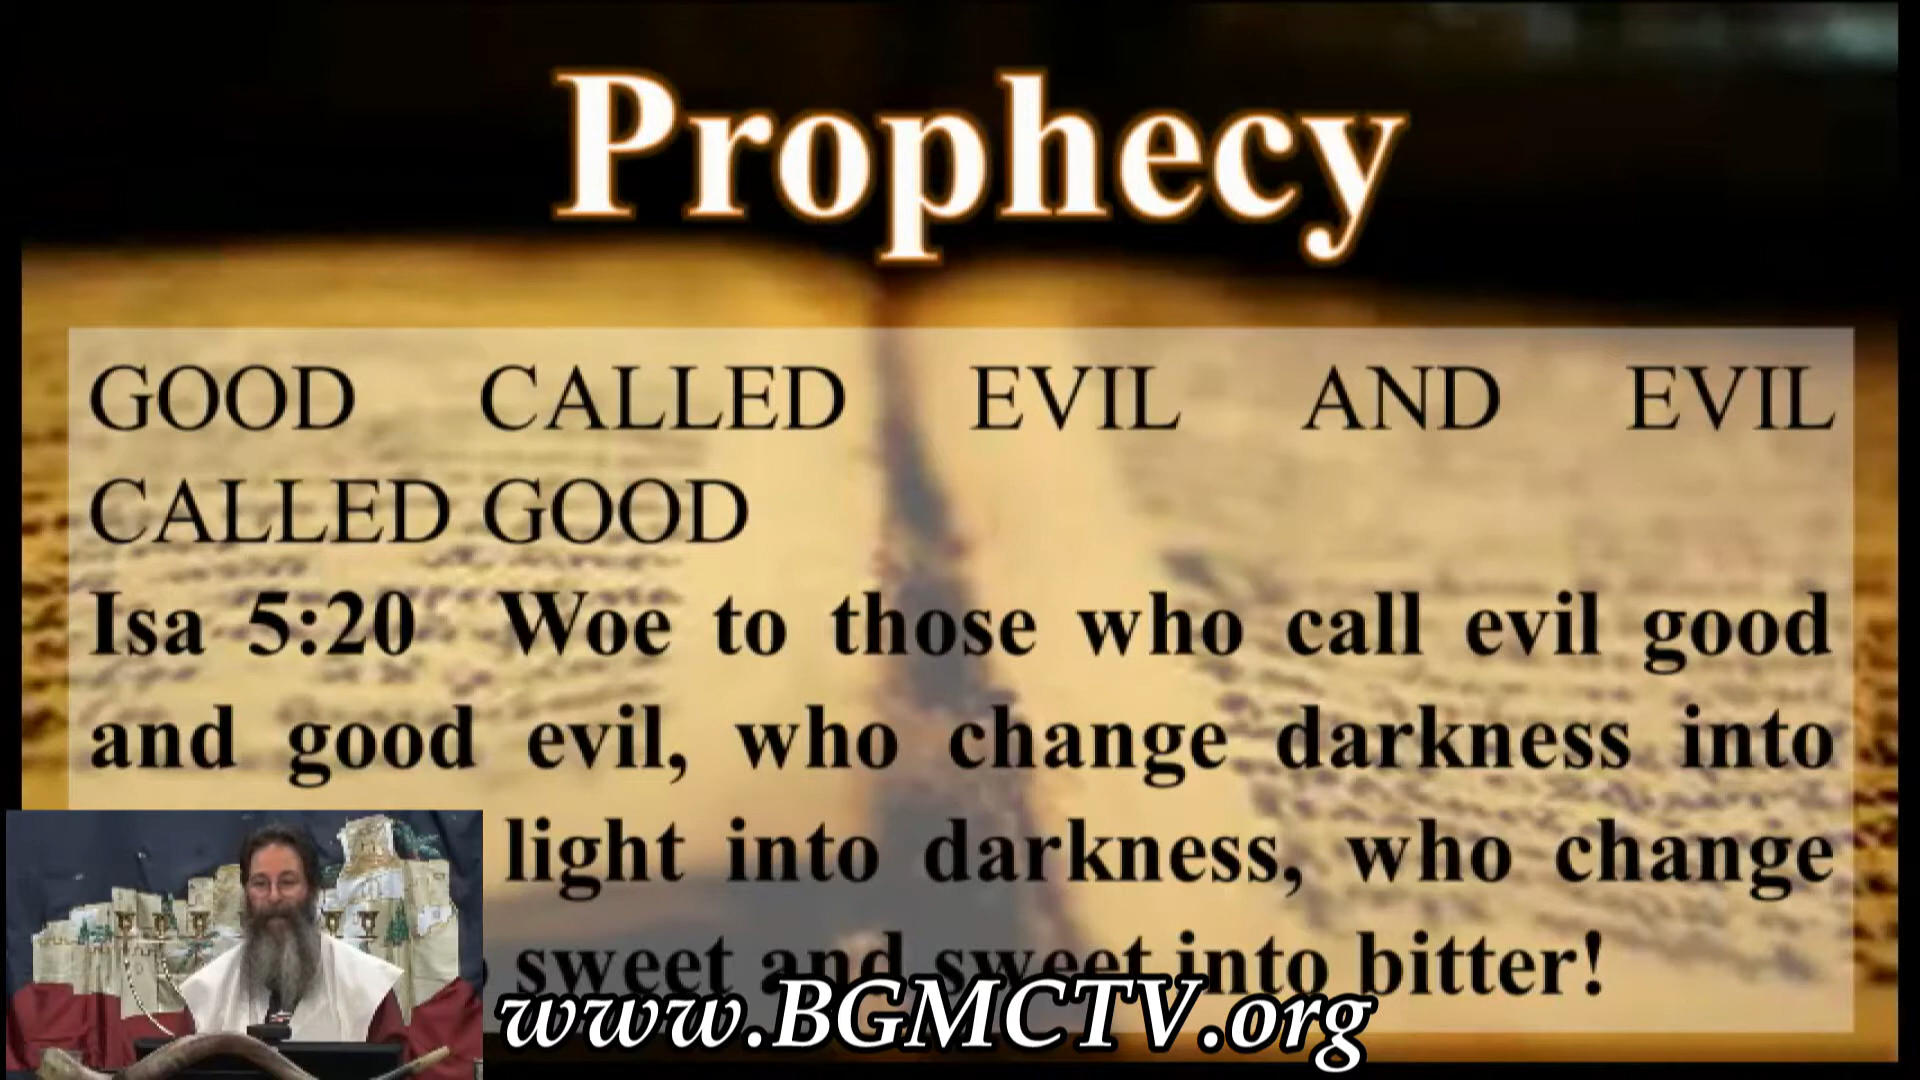 Prophecy
GOOD CALLED EVIL AND EVIL
CALLED GOOD
Isa 5:20 Woe to those who call evil good
and good evil, who change darkness into
light into darkness, who change
sweet and sweet into bitter!
www.BGMCTV.org